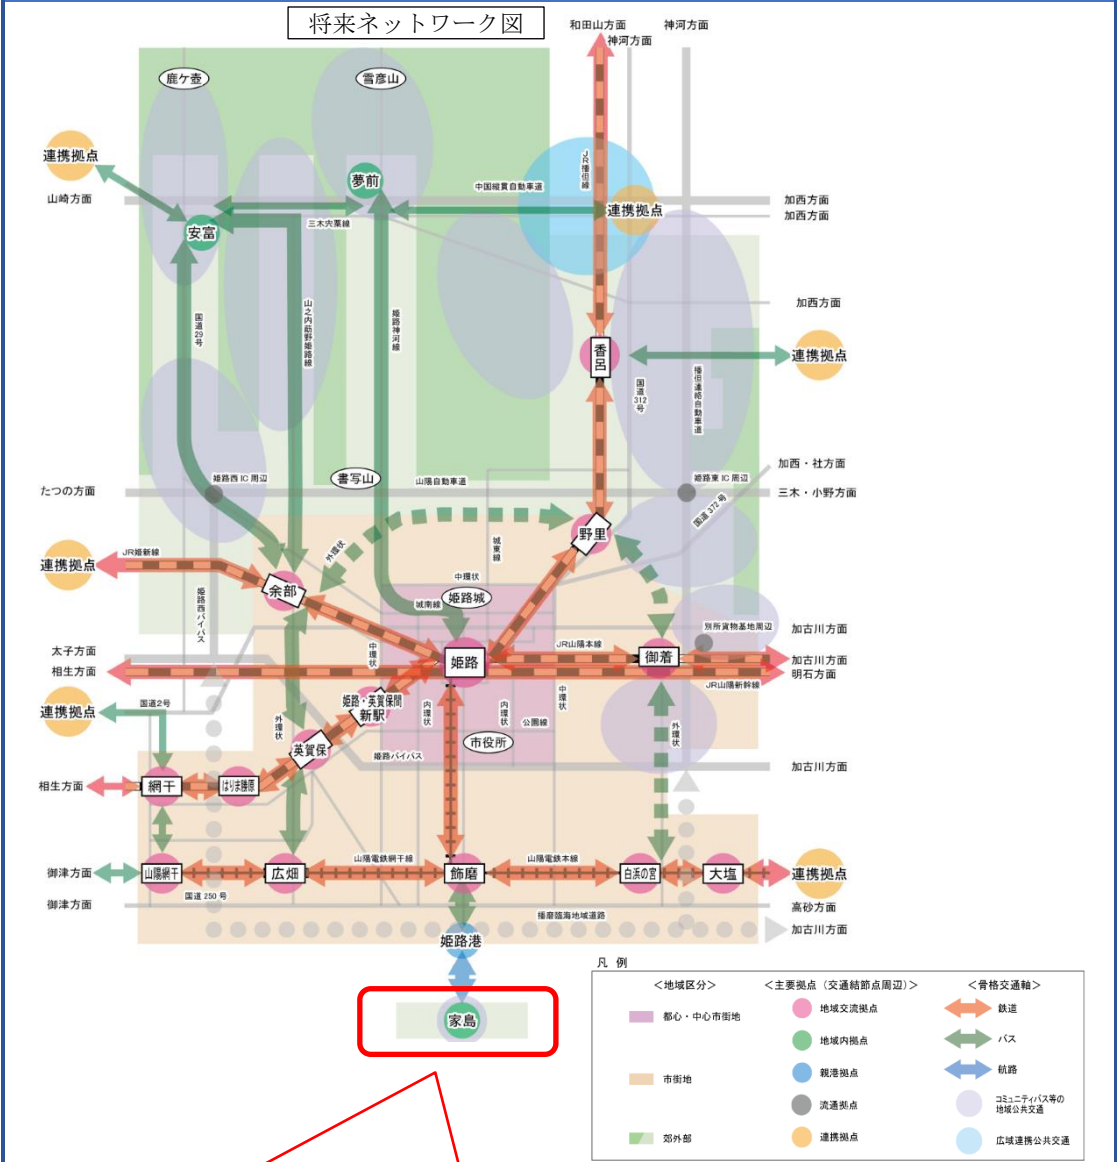 将来ネットワーク図
和田山方面
神河方面
神河方面
鹿ケ壺
雪彦山
連携拠点
夢前
JR播但線
中国縦貫自動車道
連携拠点
山崎方面
加西方面
加西方面
安富
三木宍粟線
国道29号
山之内莇野姫路線
姫路神河線
加西方面
香呂
国道312号
播但連絡自動車道
連携拠点
書写山
姫路西IC周辺
山陽自動車道
姫路東IC周辺
加西・社方面
たつの方面
三木・小野方面
国道372号
野里
城東線
外環状
JR姫新線
連携拠点
中環状
余部
城南線
姫路城
姫路西バイパス
別所貨物基地周辺
加古川方面
太子方面
中環状
姫路
JR山陽本線
御着
加古川方面
相生方面
明石方面
JR山陽新幹線
連携拠点
国道2号
姫路・英賀保間
新駅
内環状
内環状
中環状
公園線
外環状
外環状
英賀保
市役所
姫路バイパス
加古川方面
相生方面
網干
はりま勝原
山陽電鉄網干線
山陽電鉄本線
御津方面
山陽網干
広畑
飾磨
白浜の宮
大塩
連携拠点
国道250号
御津方面
高砂方面
播磨臨海地域道路
加古川方面
姫路港
家島
凡 例
＜地域区分＞
都心・中心市街地
市街地
郊外部
＜主要拠点（交通結節点周辺）＞
地域交流拠点
地域内拠点
親港拠点
流通拠点
連携拠点
＜骨格交通軸＞
鉄道
バス
航路
コミュニティバス等の
地域公共交通
広域連携公共交通